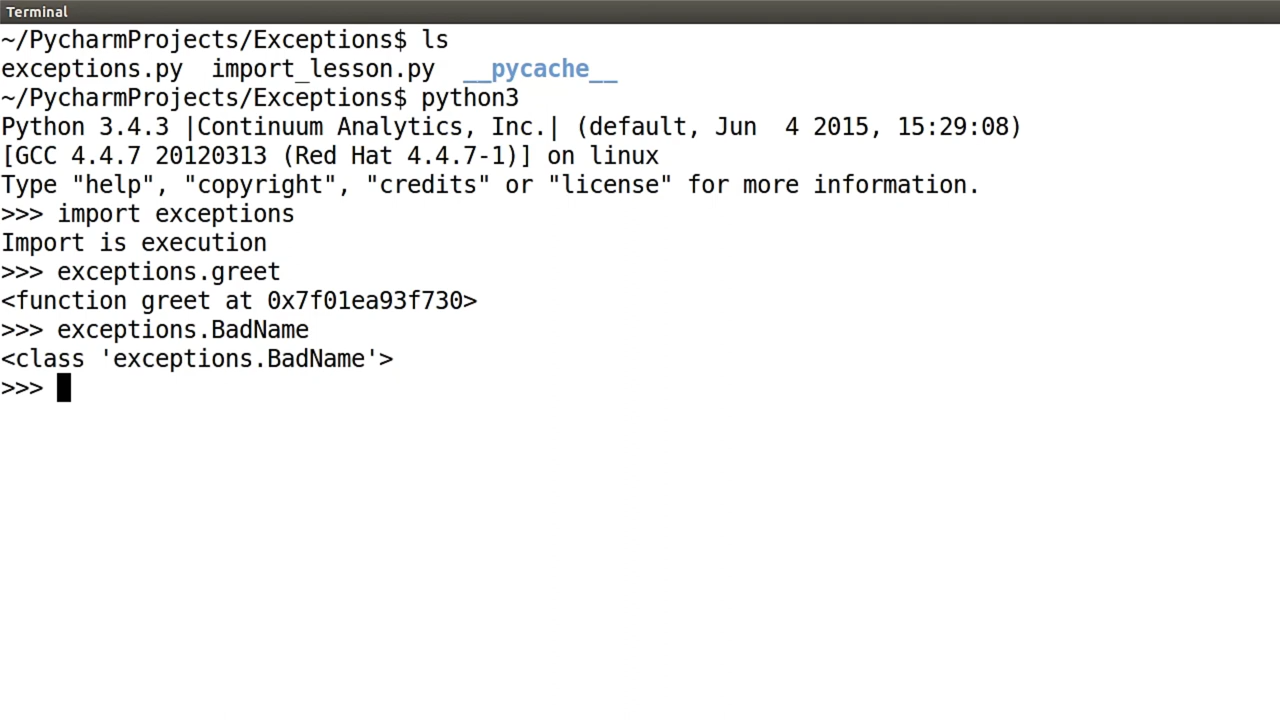 Terminal
~/PycharmProjects/Exceptions$ ls
exceptions.py  import_lesson.py  __pycache__
~/PycharmProjects/Exceptions$ python3
Python 3.4.3 |Continuum Analytics, Inc.| (default, Jun  4 2015, 15:29:08)
[GCC 4.4.7 20120313 (Red Hat 4.4.7-1)] on linux
Type "help", "copyright", "credits" or "license" for more information.
>>> import exceptions
Import is execution
>>> exceptions.greet
<function greet at 0x7f01ea93f730>
>>> exceptions.BadName
<class 'exceptions.BadName'>
>>>